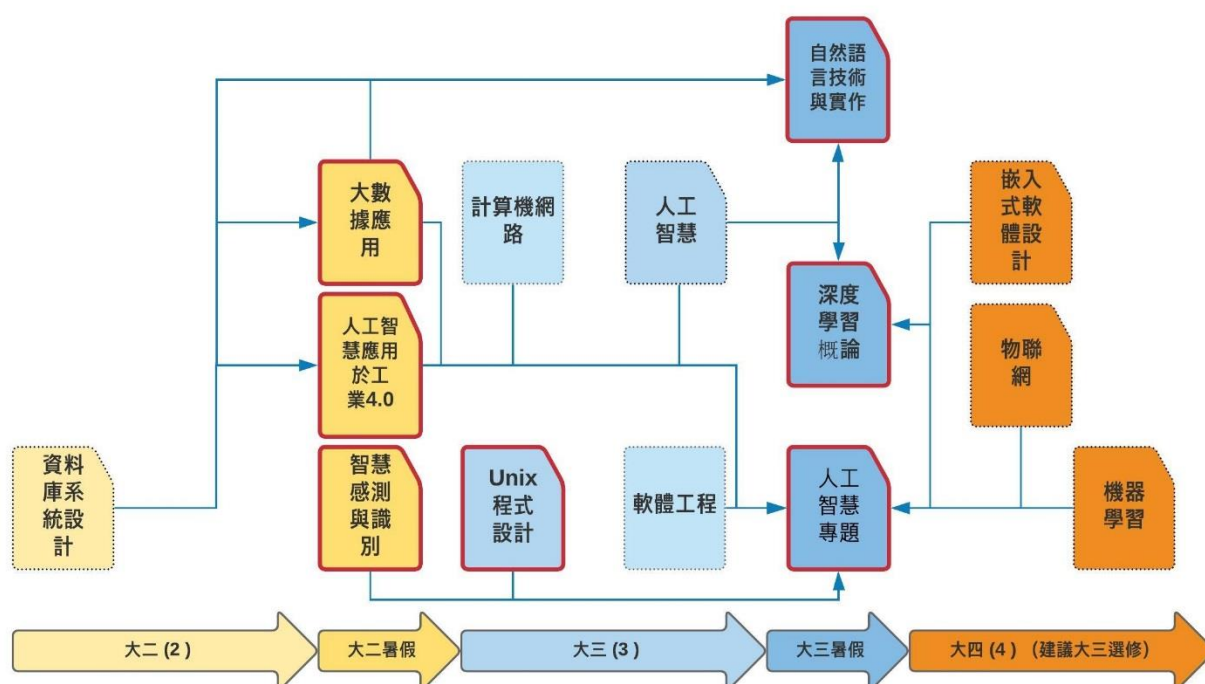 自然語
言技術
與實作
大數
據應
用
計算機網
路
人工
智慧
嵌入
式軟
體設
計
人工智
慧應用
於工
業4.0
深度
學習
概論
物聯
網
資料
庫系
統設
計
智慧
感測
與識
別
Unix
程式
設計
軟體工程
人工
智慧
專題
機器
學習
大二 (2)
大二暑假
大三 (3)
大三暑假
大四 (4) (建議大三選修)